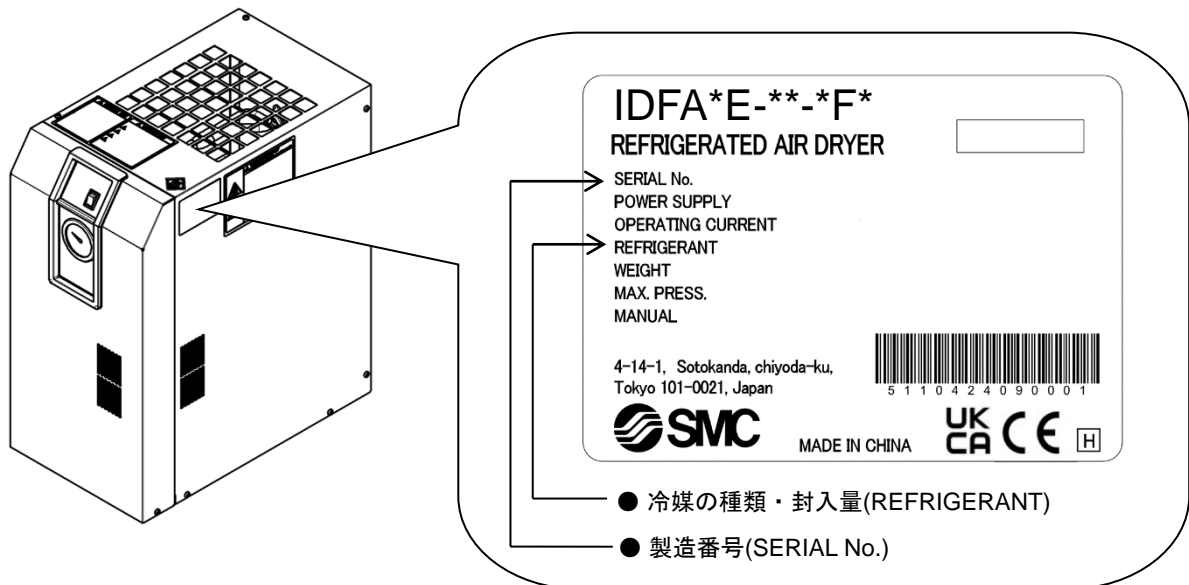 IDFA*E-**-*F*
REFRIGERATED AIR DRYER
SERIAL No.
POWER SUPPLY
OPERATING CURRENT
REFRIGERANT
WEIGHT
MAX. PRESS.
MANUAL
4-14-1, Sotokanda, chiyoda-ku,
Tokyo 101-0021, Japan
5 1 1 0 4 2 4 0 9 0 0 0 1
SMC
MADE IN CHINA
UK
CA CE H
● 冷媒の種類・封入量(REFRIGERANT)
● 製造番号(SERIAL No.)